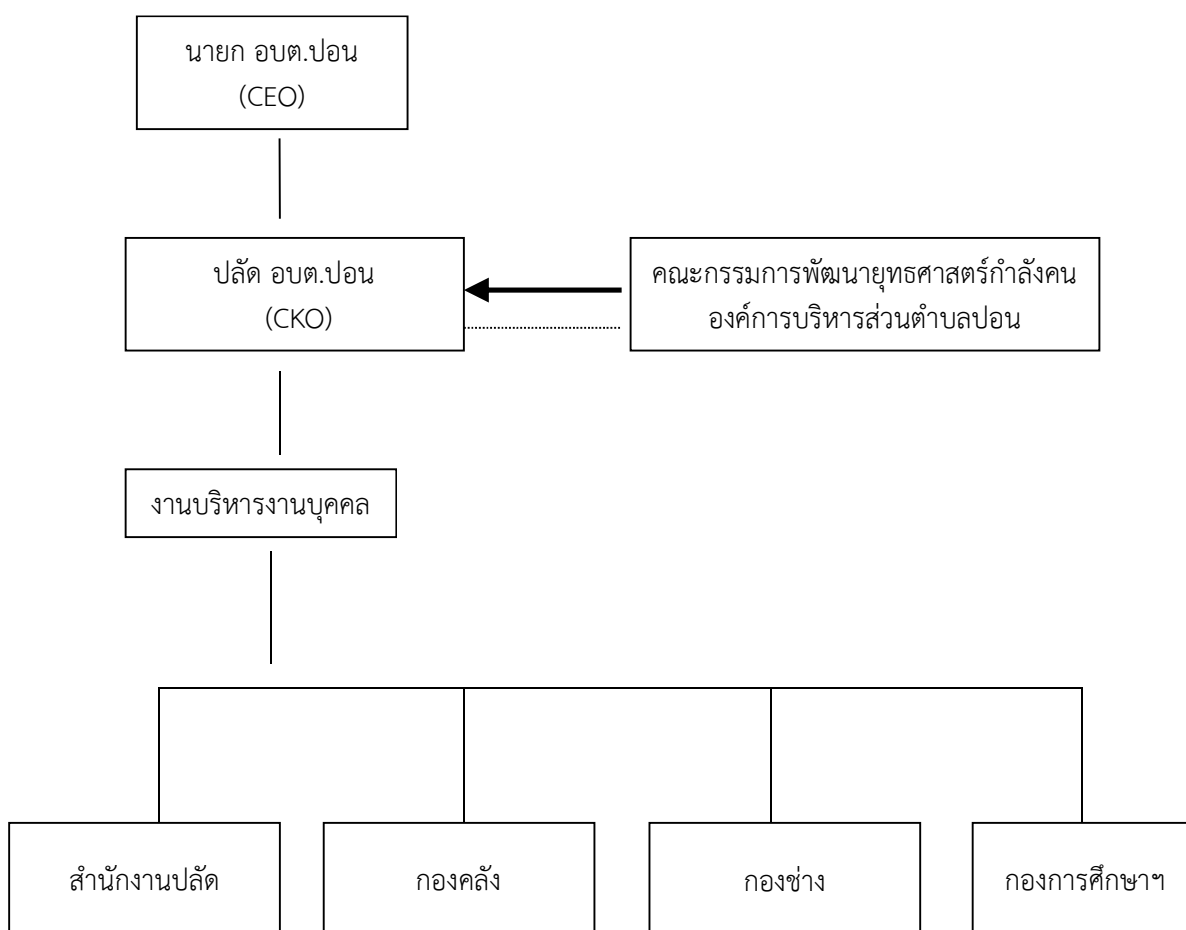 นายก อบต.ปอน
(CEO)
ปลัด อบต.ปอน
(CKO)
คณะกรรมการพัฒนายุทธศาสตร์กำลังคน
องค์การบริหารส่วนตำบลปอน
งานบริหารงานบุคคล
สำนักงานปลัด
กองคลัง
กองช่าง
กองการศึกษาฯ